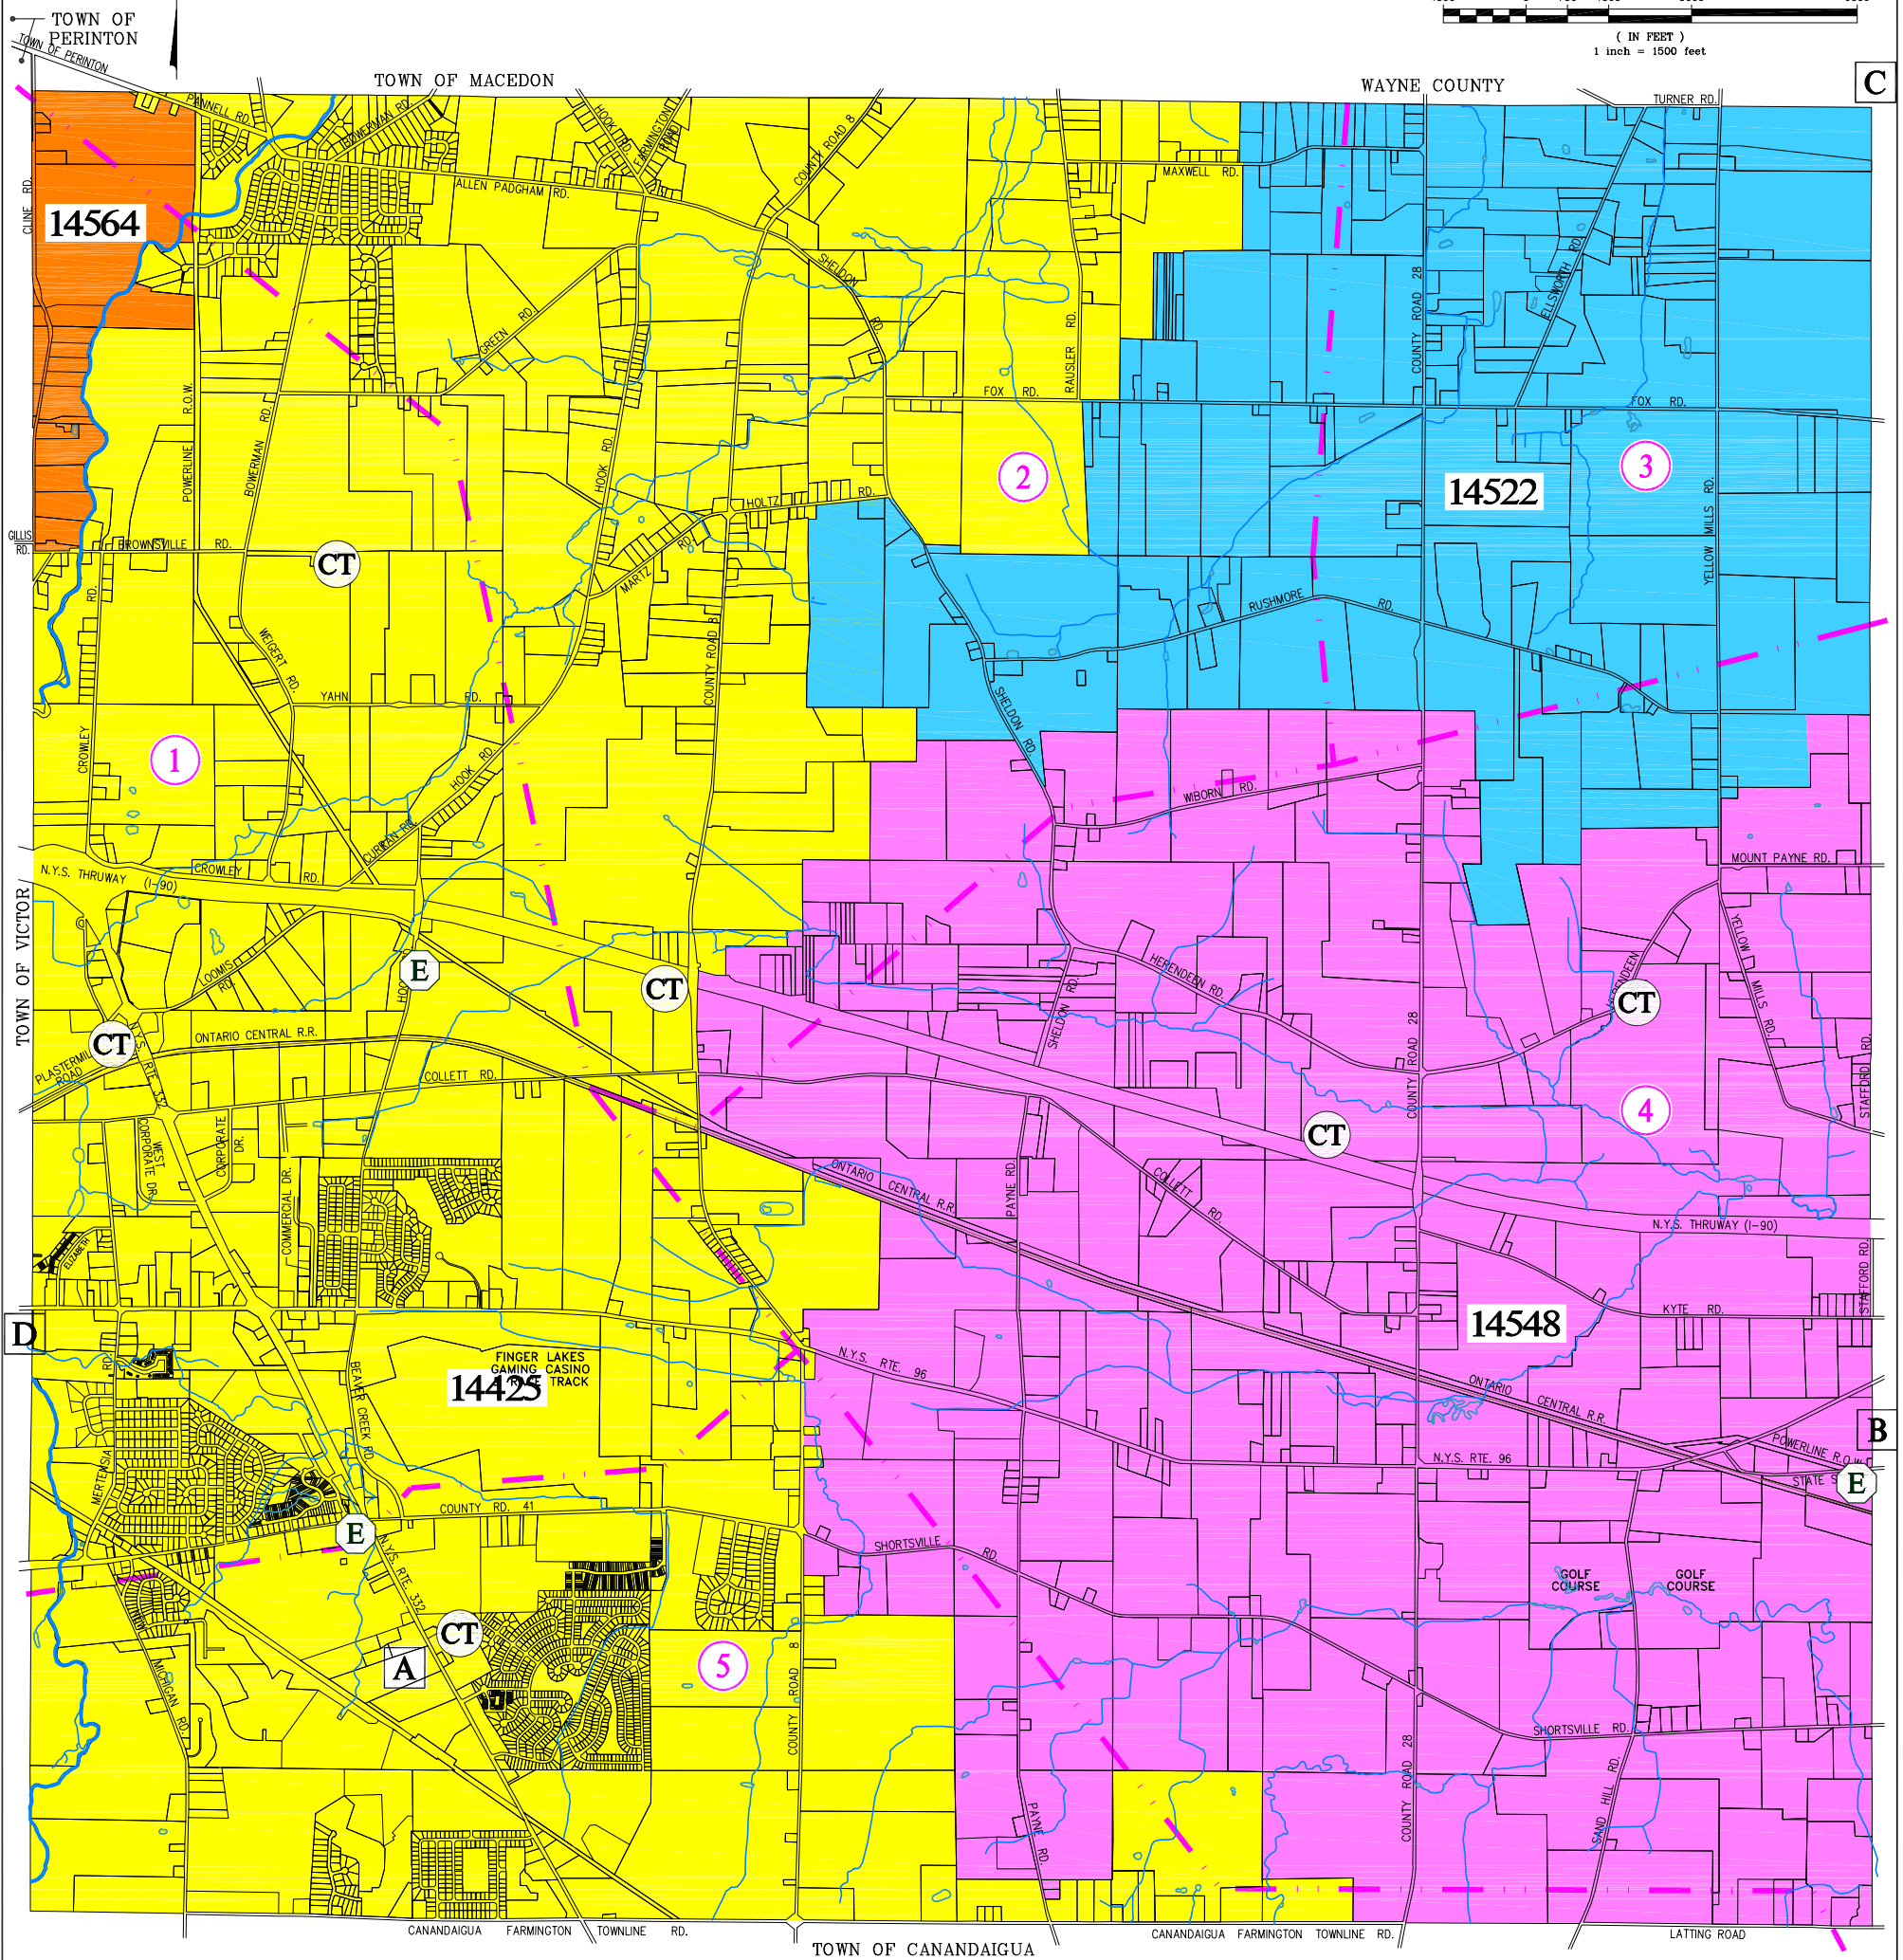 TOWN OF
PERINTON
TOWN OF PERINTON
( IN FEET )
1 inch = 1500 feet
TOWN OF MACEDON
WAYNE COUNTY
C
TURNER RD.
PANNELL RD.
BOWERMAN RD.
HOOK RD.
FARMINGTON
ROAD
COUNTY ROAD 8
MAXWELL RD.
ALLEN PADGHAM RD.
CLINE RD.
14564
SHELDON RD.
GREEN RD.
RAUSLER RD.
COUNTY ROAD 28
ELLSWORTH RD.
FOX RD.
FOX RD.
POWERLINE R.O.W.
BOWERMAN RD.
HOOK RD.
2
3
14522
HOLTZ RD.
YELLOW MILLS RD.
GILLIS
RD.
BROWNSVILLE RD.
CT
MARTZ RD.
RUSHMORE RD.
CROWLEY RD.
WEIGERT RD.
COUNTY ROAD 8
YAHN RD.
SHELDON RD.
1
HOOK RD.
WIBORN RD.
CURRAN RD.
MOUNT PAYNE RD.
N.Y.S. THRUWAY (I-90)
CROWLEY RD.
TOWN OF VICTOR
LOOMIS
RD.
E
HOOK
CT
HERENDEEN RD.
HERENDEEN
CT
YELLOW MILLS RD.
SHELDON RD.
CT
N.Y.S. RTE. 332
ONTARIO CENTRAL R.R.
PLASTERMILL
ROAD
COLLETT RD.
COUNTY ROAD 28
STAFFORD RD.
4
CT
WEST
CORPORATE DR.
CORPORATE
DR.
COMMERCIAL DR.
ONTARIO CENTRAL R.R.
PAYNE RD.
COLLETT RD.
N.Y.S. THRUWAY (I-90)
ELIZABETH
STAFFORD RD.
D
14548
KYTE RD.
RD.
FINGER LAKES
GAMING CASINO
& RACE TRACK
14425
BEAVER CREEK RD.
N.Y.S. RTE. 96
ONTARIO CENTRAL R.R.
B
MERTENSIA
N.Y.S. RTE. 96
POWERLINE R.O.W.
STATE S
E
COUNTY RD. 41
E
N.Y.S. RTE. 332
SHORTSVILLE RD.
GOLF
COURSE
GOLF
COURSE
CT
A
5
MICHIGAN RD.
COUNTY ROAD 8
SHORTSVILLE RD.
PAYNE RD.
COUNTY ROAD 28
SAND HILL RD.
CANANDAIGUA FARMINGTON TOWNLINE RD.
TOWN OF CANANDAIGUA
CANANDAIGUA FARMINGTON TOWNLINE RD.
LATTING ROAD